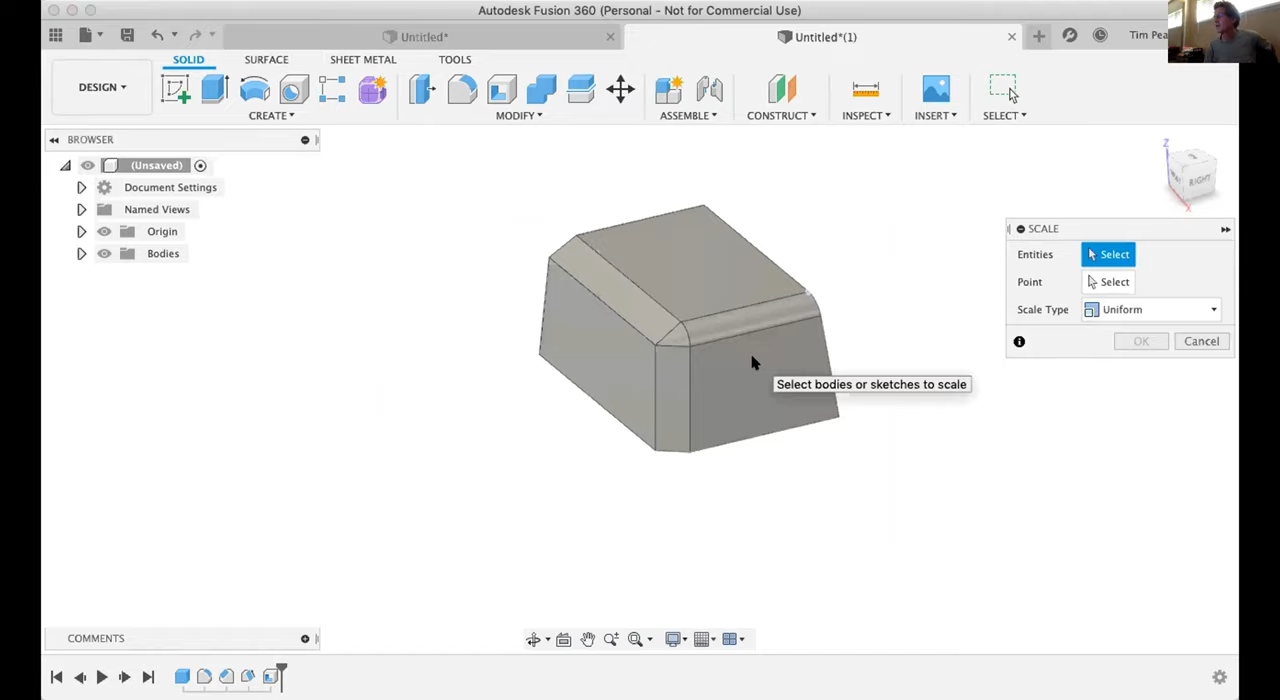 Autodesk Fusion 360 (Personal - Not for Commercial Use)
Untitled*
Untitled*(1)
Tim Pea
SOLID
SURFACE
SHEET METAL
TOOLS
DESIGN
CREATE
MODIFY
ASSEMBLE
CONSTRUCT
INSPECT
INSERT
SELECT
BROWSER
(Unsaved)
Document Settings
Named Views
Origin
Bodies
Z
RIGHT
X
SCALE
Entities
Select
Point
Select
Scale Type
Uniform
OK
Cancel
Select bodies or sketches to scale
COMMENTS